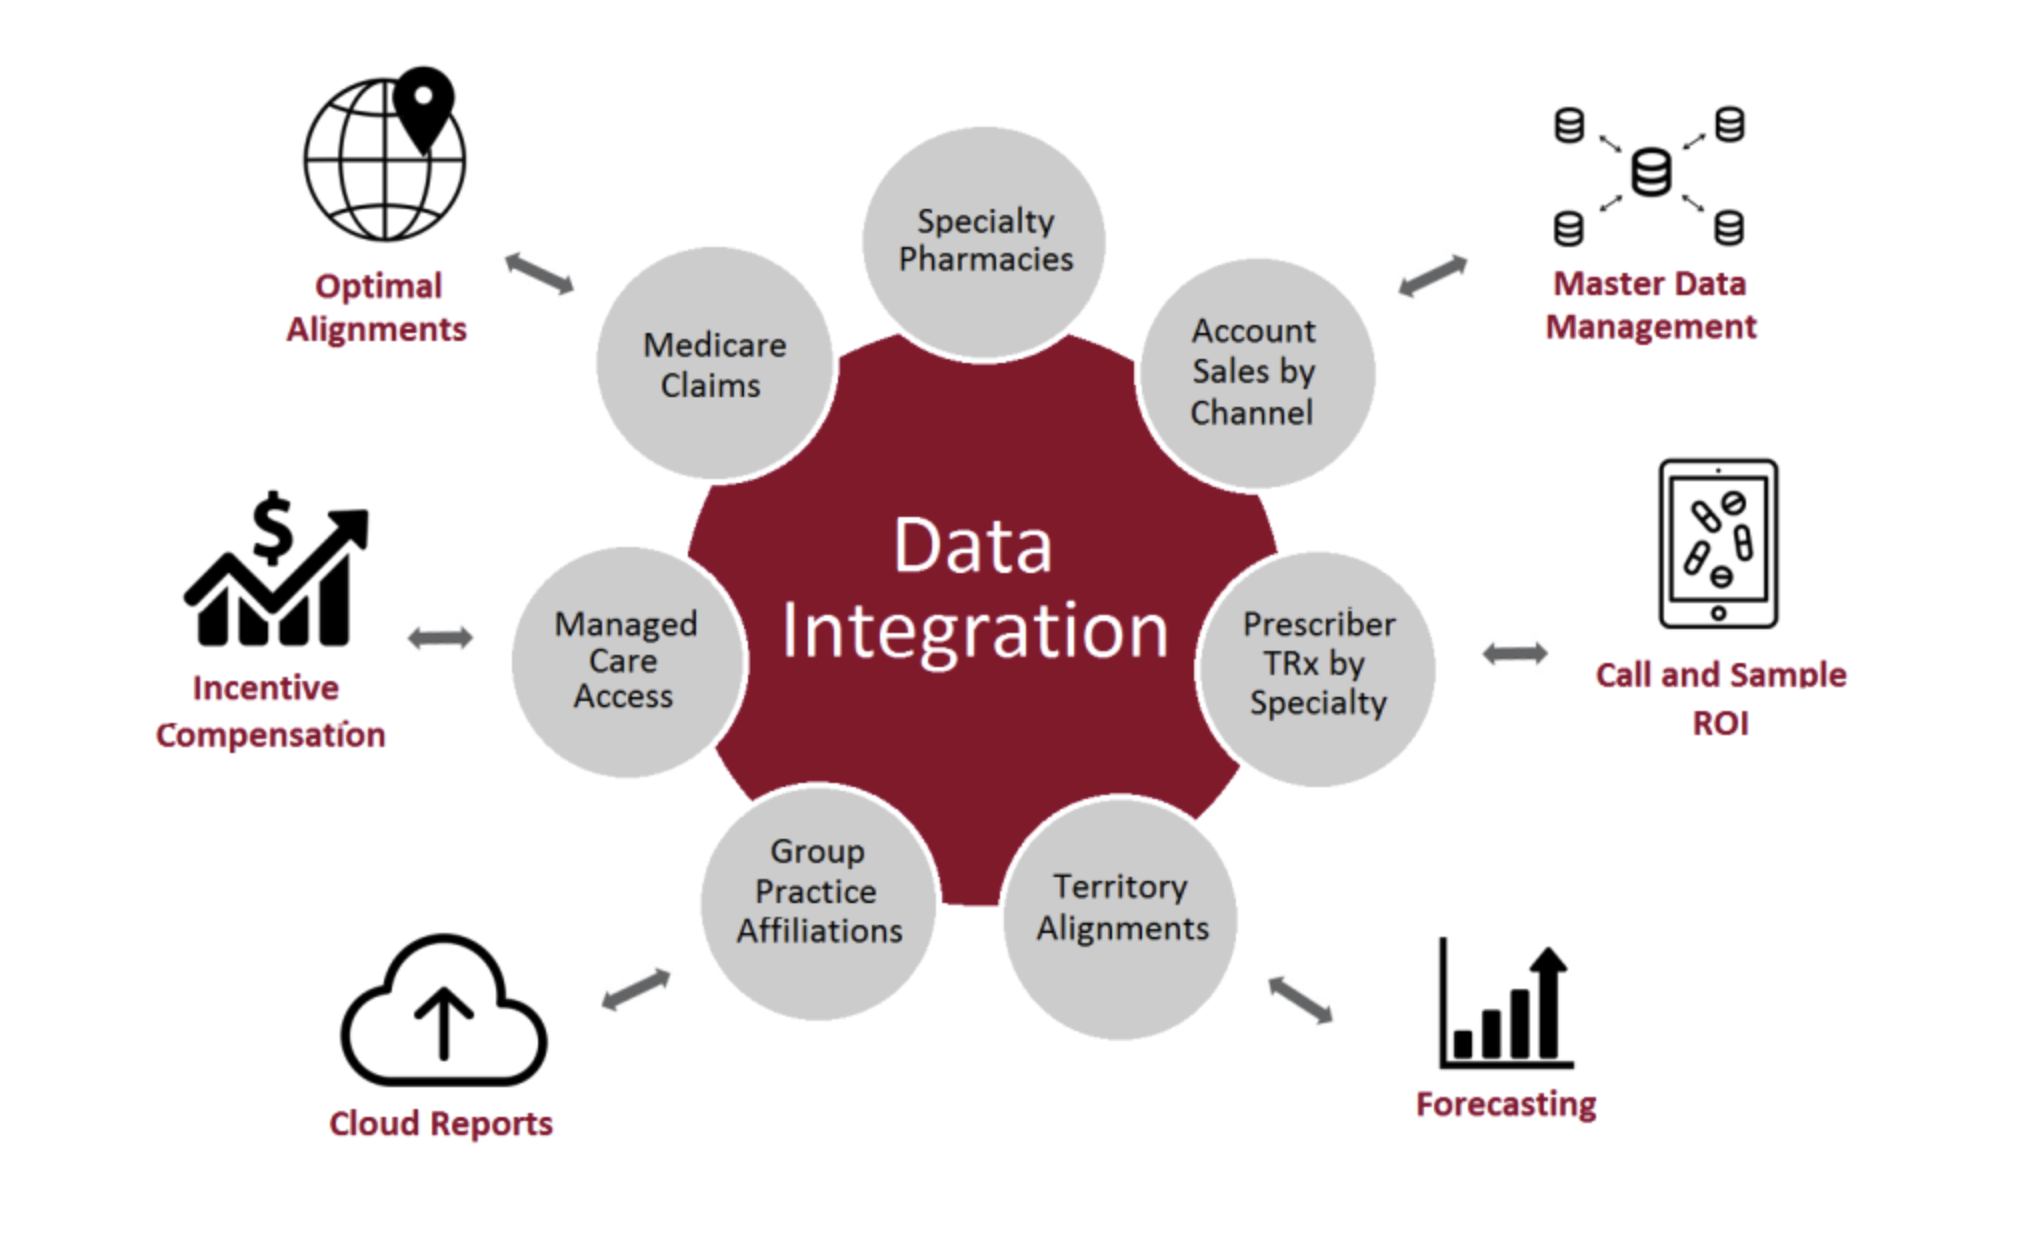 Optimal
Alignments
Specialty
Pharmacies
Master Data
Management
Medicare
Claims
Account
Sales by
Channel
Data
Integration
$
Incentive
Compensation
Managed
Care
Access
Prescriber
TRx by
Specialty
Call and Sample
ROI
Group
Practice
Affiliations
Territory
Alignments
Cloud Reports
Forecasting